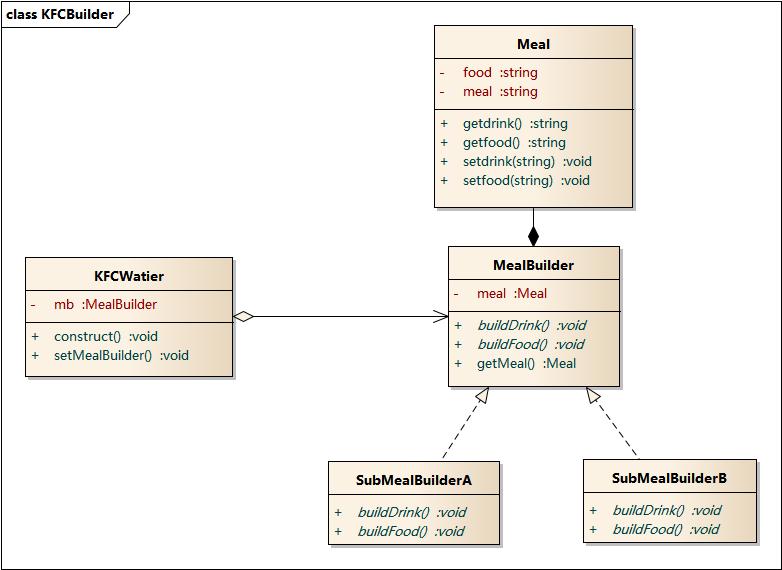 class KFCBuilder
Meal
- food :string
- meal :string
+ getdrink() :string
+ getfood() :string
+ setdrink(string) :void
+ setfood(string) :void
KFCWatier
- mb :MealBuilder
+ construct() :void
+ setMealBuilder() :void
MealBuilder
- meal :Meal
+ buildDrink() :void
+ buildFood() :void
+ getMeal() :Meal
SubMealBuilderA
+ buildDrink() :void
+ buildFood() :void
SubMealBuilderB
+ buildDrink() :void
+ buildFood() :void